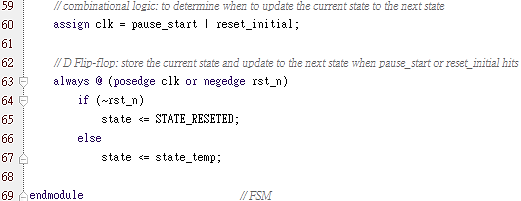 59 // combinational logic: to determine when to update the current state to the next state
60 assign clk = pause_start | reset_initial;
61
62 // D Flip-flop: store the current state and update to the next state when pause_start or reset_initial hits
63 always @ (posedge clk or negedge rst_n)
64 if (~rst_n)
65 state <= STATE_RESETED;
66 else
67 state <= state_temp;
68
69 endmodule // FSM